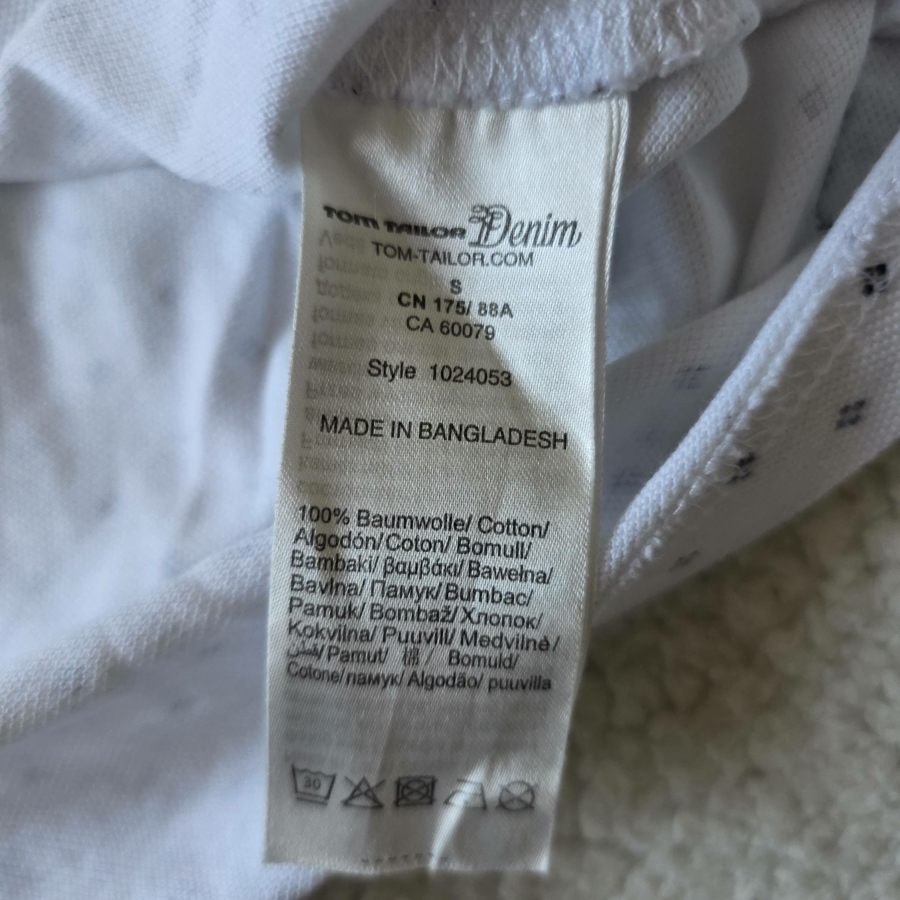 TOM TAILOR Denim
TOM-TAILOR.COM
S
CN 175/ 88A
CA 60079
Style 1024053
MADE IN BANGLADESH
100% Baumwolle/ Cotton/
Algodón/ Coton/ Bomull/
Bambaki/ βαμβάκι/ Bawełna/
Bavlna/ Памук/ Bumbac/
Pamuk/ Bombaž/ Хлопок/
Kokvilna/ Puuvill/ Medvilnė/
قطن/ Pamut/ 棉 / Bomuld/
Cotone/ памук/ Algodão/ puuvilla
30